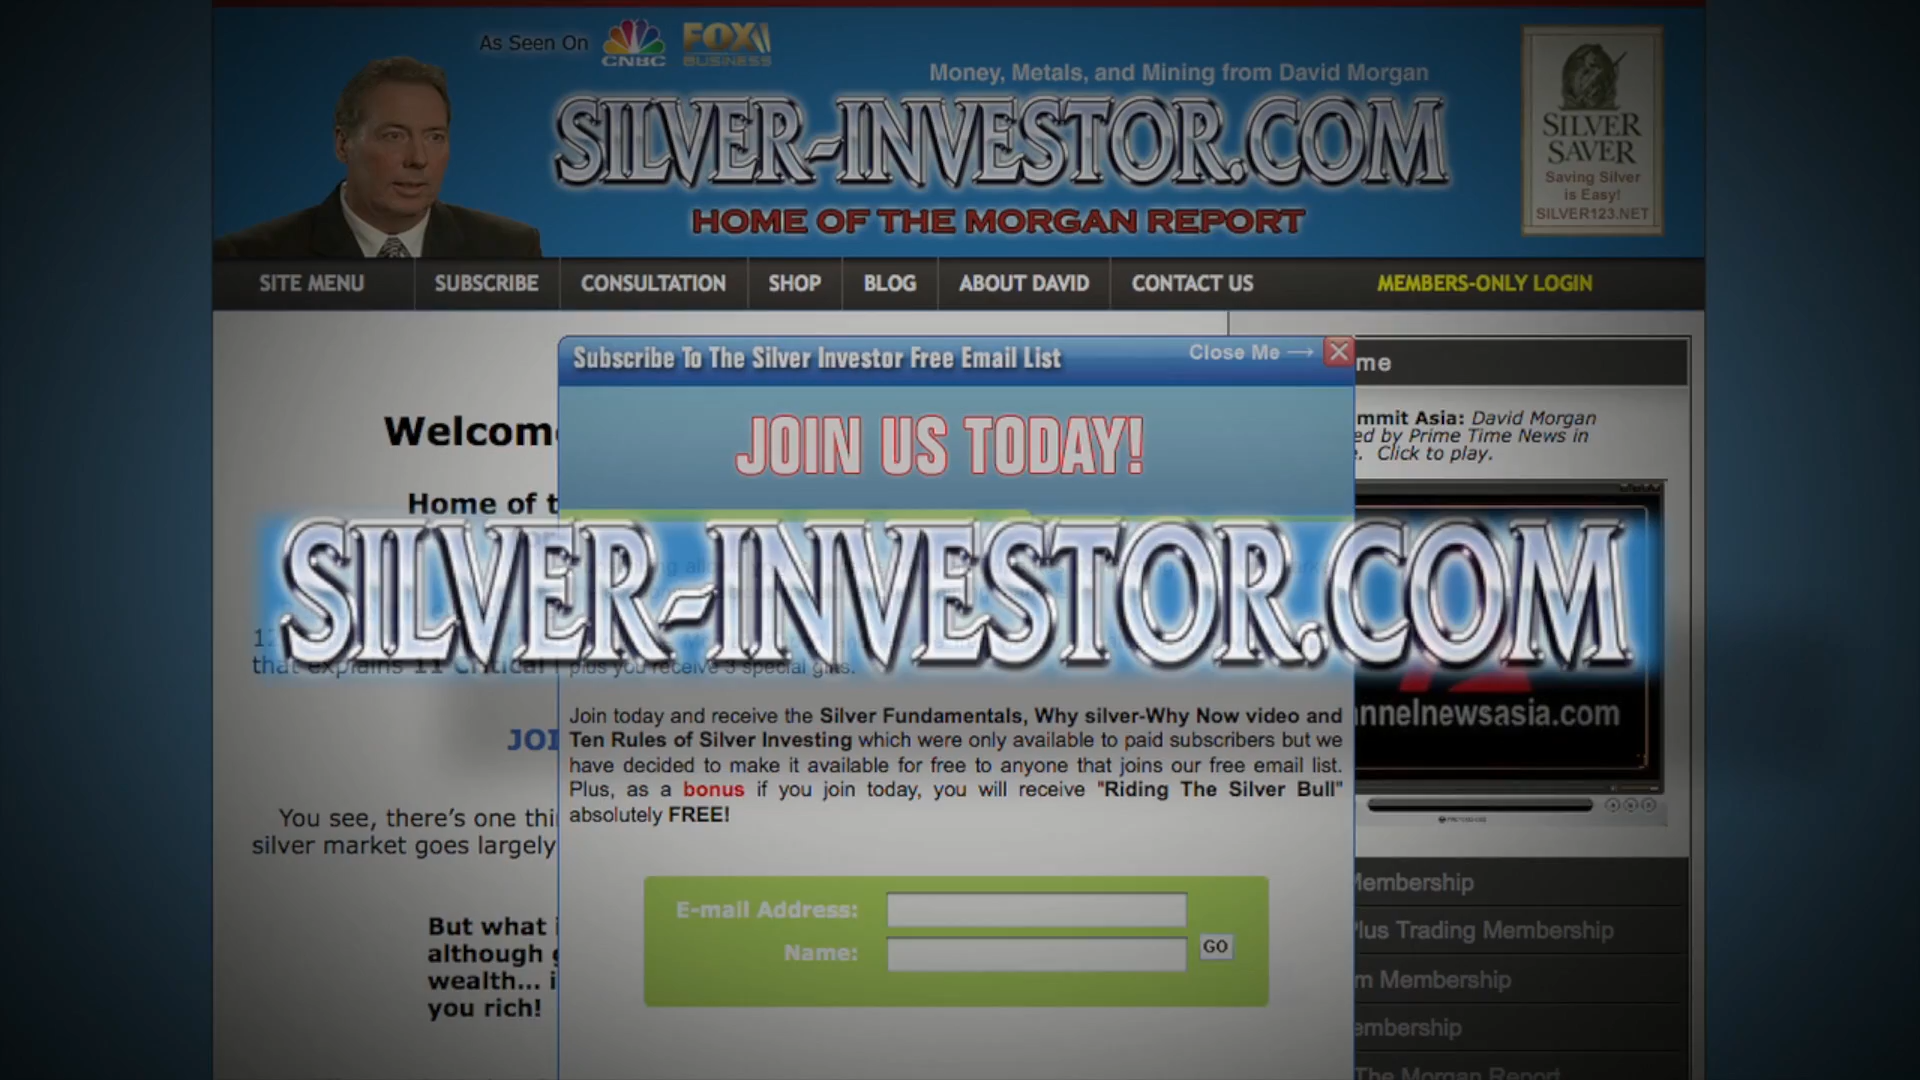 As Seen On
CNBC
FOX
BUSINESS
Money, Metals, and Mining from David Morgan
SILVER-INVESTOR.COM
HOME OF THE MORGAN REPORT
SILVER
SAVER
Saving Silver
is Easy!
SILVER123.NET
SITE MENU
SUBSCRIBE
CONSULTATION
SHOP
BLOG
ABOUT DAVID
CONTACT US
MEMBERS-ONLY LOGIN
Subscribe To The Silver Investor Free Email List
Close Me →
me
JOIN US TODAY!
Welcom
Home of t
mmit Asia: David Morgan
ed by Prime Time News in
e. Click to play.
SILVER-INVESTOR.COM
that explains 11 Critical
plus you receive 3 special gifts.
Join today and receive the Silver Fundamentals, Why silver-Why Now video and
Ten Rules of Silver Investing which were only available to paid subscribers but we
have decided to make it available for free to anyone that joins our free email list.
Plus, as a bonus if you join today, you will receive "Riding The Silver Bull"
absolutely FREE!
nnelnewsasia.com
JOI
You see, there's one thi
silver market goes largely
But what i
although g
wealth... i
you rich!
E-mail Address:
Name:
GO
Membership
Plus Trading Membership
m Membership
embership
The Morgan Report